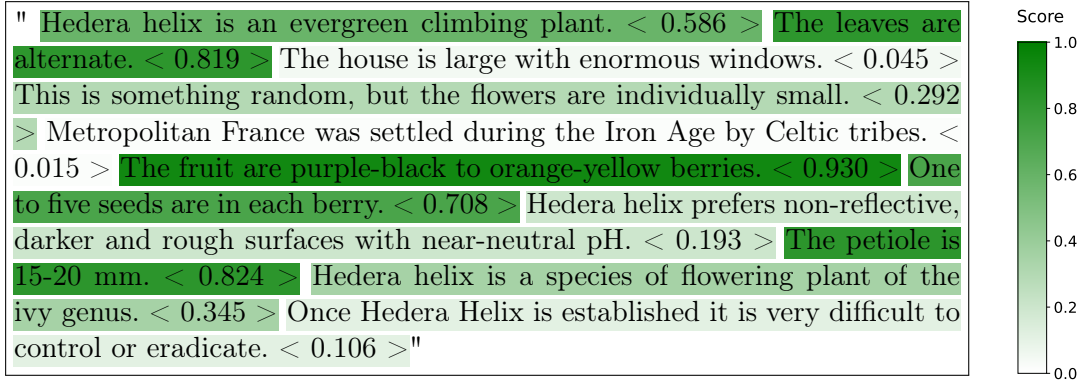 " Hedera helix is an evergreen climbing plant. < 0.586 > The leaves are
alternate. < 0.819 > The house is large with enormous windows. < 0.045 >
This is something random, but the flowers are individually small. < 0.292
> Metropolitan France was settled during the Iron Age by Celtic tribes. <
0.015 > The fruit are purple-black to orange-yellow berries. < 0.930 > One
to five seeds are in each berry. < 0.708 > Hedera helix prefers non-reflective,
darker and rough surfaces with near-neutral pH. < 0.193 > The petiole is
15-20 mm. < 0.824 > Hedera helix is a species of flowering plant of the
ivy genus. < 0.345 > Once Hedera Helix is established it is very difficult to
control or eradicate. < 0.106 >"
Score
1.0
0.8
0.6
0.4
0.2
0.0